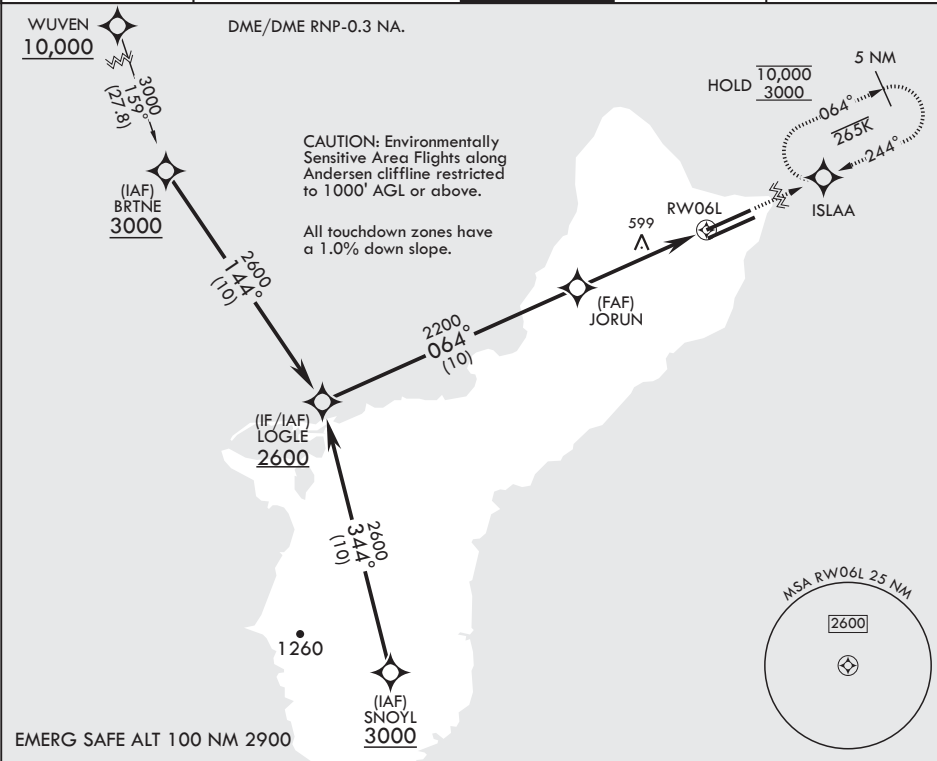 WUVEN
10,000
DME/DME RNP-0.3 NA.
3000
159°
(27.8)
HOLD
10,000
3000
5 NM
064°
265K
244°
ISLAA
CAUTION: Environmentally
Sensitive Area Flights along
Andersen cliffline restricted
to 1000' AGL or above.
All touchdown zones have
a 1.0% down slope.
(IAF)
BRTNE
3000
RW06L
599
2600
144°
(10)
(FAF)
JORUN
2200
064°
(10)
(IF/IAF)
LOGLE
2600
2600
344°
(10)
1260
(IAF)
SNOYL
3000
MSA RW06L 25 NM
2600
EMERG SAFE ALT 100 NM 2900